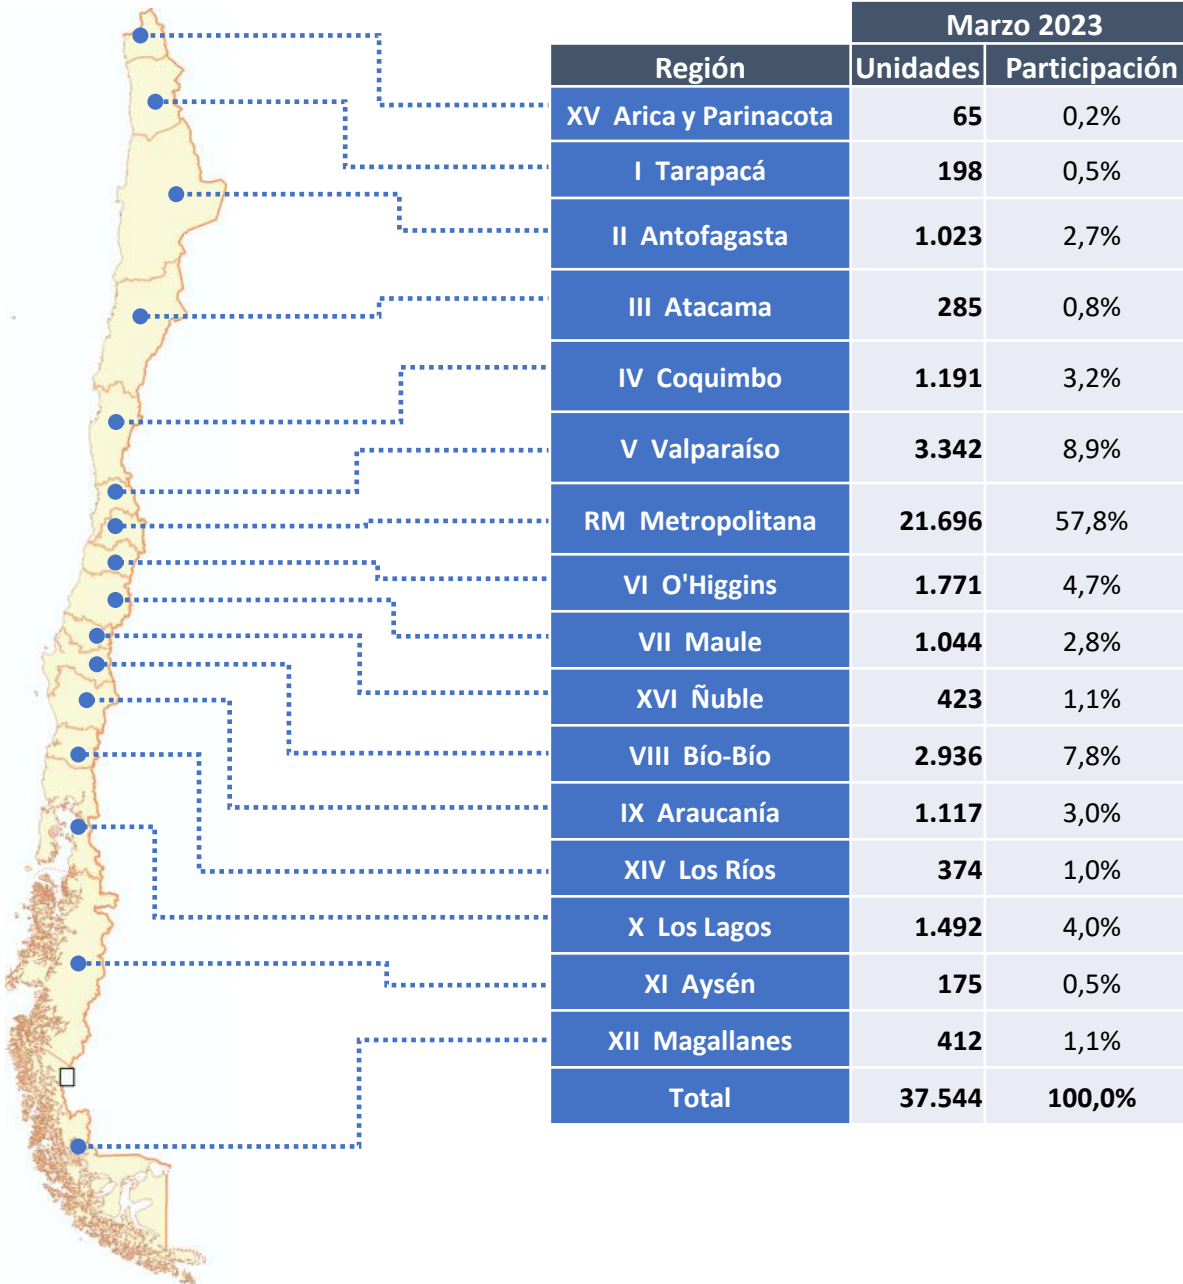 Marzo 2023
Región Unidades Participación
XV Arica y Parinacota 65 0,2%
I Tarapacá 198 0,5%
II Antofagasta 1.023 2,7%
III Atacama 285 0,8%
IV Coquimbo 1.191 3,2%
V Valparaíso 3.342 8,9%
RM Metropolitana 21.696 57,8%
VI O'Higgins 1.771 4,7%
VII Maule 1.044 2,8%
XVI Ñuble 423 1,1%
VIII Bío-Bío 2.936 7,8%
IX Araucanía 1.117 3,0%
XIV Los Ríos 374 1,0%
X Los Lagos 1.492 4,0%
XI Aysén 175 0,5%
XII Magallanes 412 1,1%
Total 37.544 100,0%